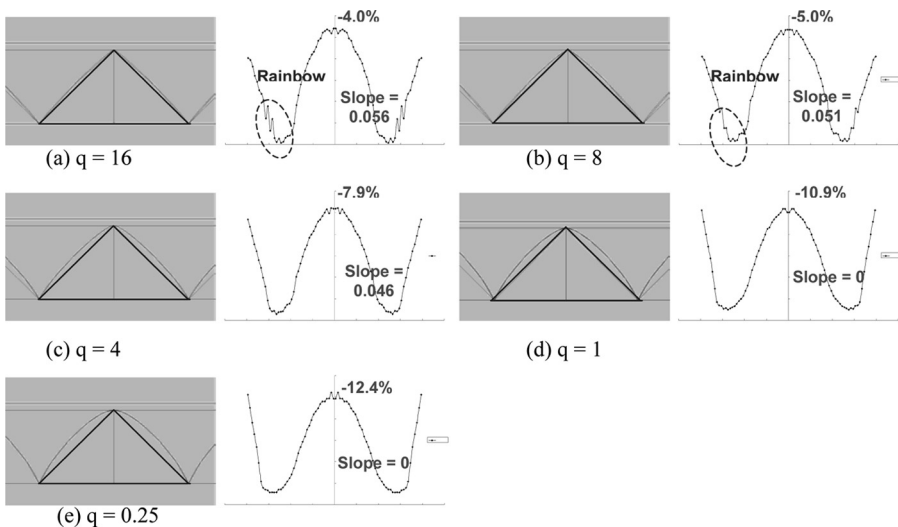 -4.0%
Rainbow
Slope =
0.056
(a) q = 16
-5.0%
Rainbow
Slope =
0.051
(b) q = 8
-7.9%
Slope =
0.046
(c) q = 4
-10.9%
Slope = 0
(d) q = 1
-12.4%
Slope = 0
(e) q = 0.25